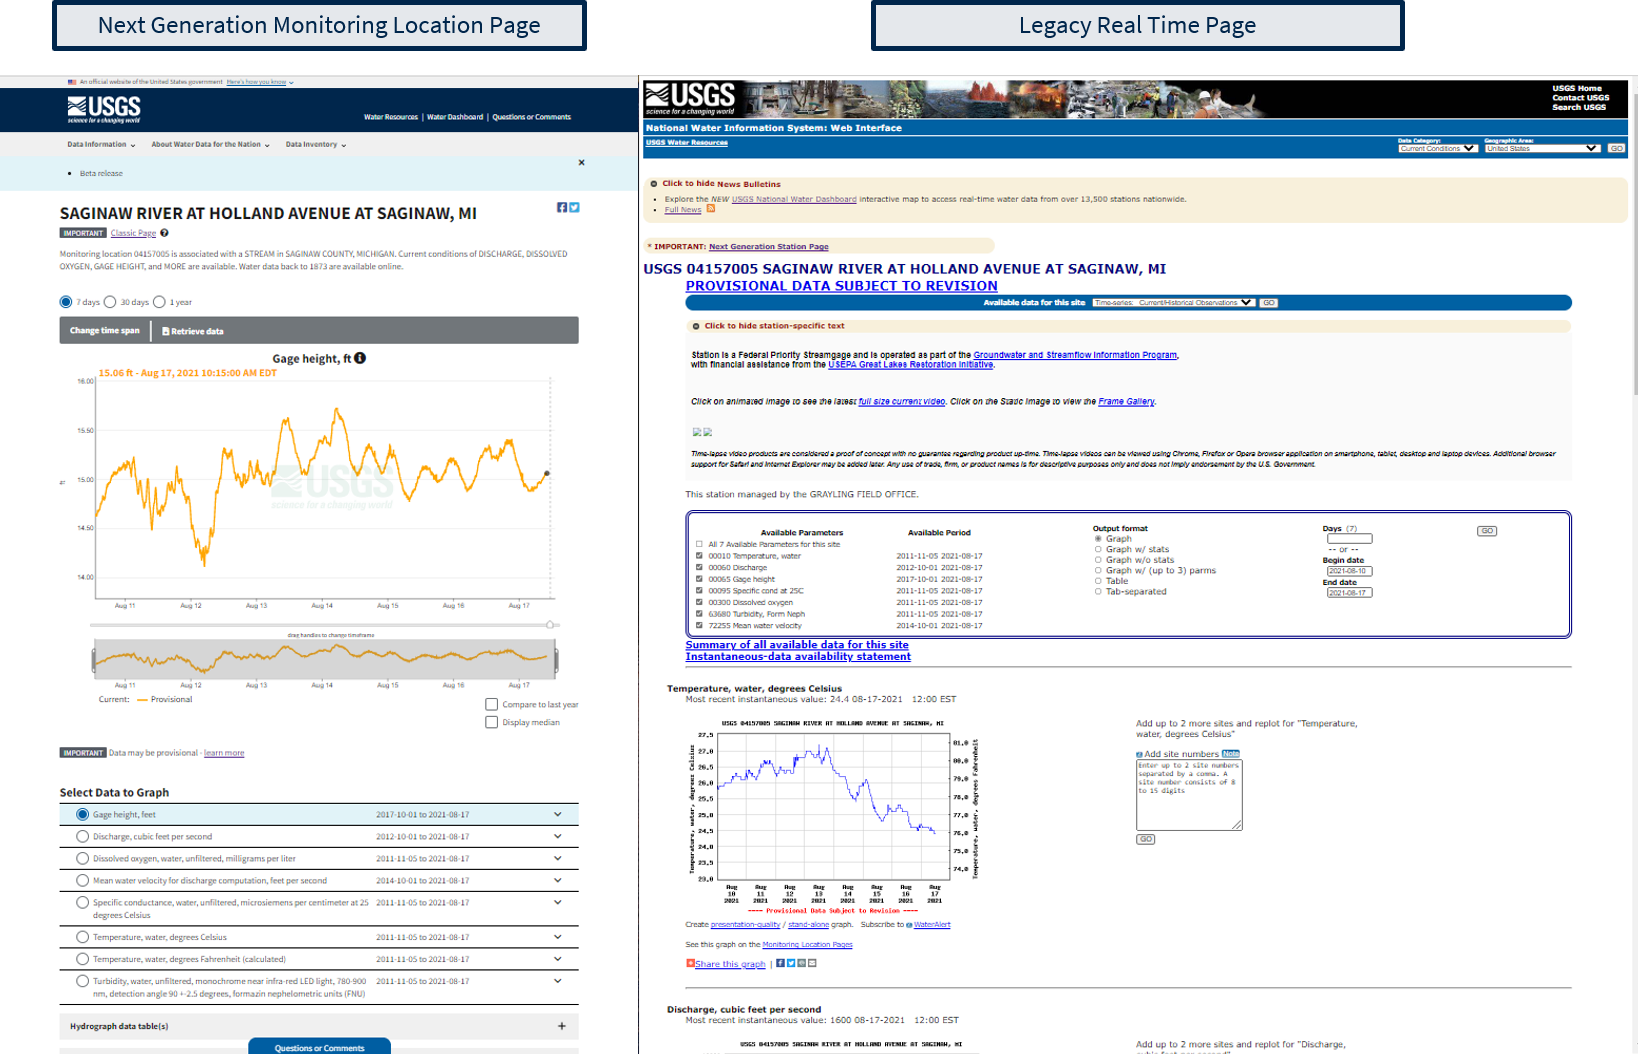 Next Generation Monitoring Location Page
An official website of the United States government Here's how you know
USGS
science for a changing world
Water Resources | Water Dashboard | Questions or Comments
Data Information
About Water Data for the Nation
Data Inventory
×
• Beta release
SAGINAW RIVER AT HOLLAND AVENUE AT SAGINAW, MI
IMPORTANT Classic Page
Monitoring location 04157005 is associated with a STREAM in SAGINAW COUNTY, MICHIGAN. Current conditions of DISCHARGE, DISSOLVED
OXYGEN, GAGE HEIGHT, and MORE are available. Water data back to 1873 are available online.
7 days 30 days 1 year
Change time span | Retrieve data
Gage height, ft
15.06 ft - Aug 17, 2021 10:15:00 AM EDT
16.00
15.50
15.00
14.50
14.00
ft
USGS
science for a changing world
Aug 11 Aug 12 Aug 13 Aug 14 Aug 15 Aug 16 Aug 17
drag handles to change timeframe
Aug 11 Aug 12 Aug 13 Aug 14 Aug 15 Aug 16 Aug 17
Current: Provisional
Compare to last year
Display median
IMPORTANT Data may be provisional - learn more
Select Data to Graph
Gage height, feet 2017-10-01 to 2021-08-17
Discharge, cubic feet per second 2012-10-01 to 2021-08-17
Dissolved oxygen, water, unfiltered, milligrams per liter 2011-11-05 to 2021-08-17
Mean water velocity for discharge computation, feet per second 2014-10-01 to 2021-08-17
Specific conductance, water, unfiltered, microsiemens per centimeter at 25 2011-11-05 to 2021-08-17
degrees Celsius
Temperature, water, degrees Celsius 2011-11-05 to 2021-08-17
Temperature, water, degrees Fahrenheit (calculated) 2011-11-05 to 2021-08-17
Turbidity, water, unfiltered, monochrome near infra-red LED light, 780-900 2011-11-05 to 2021-08-17
nm, detection angle 90 +-2.5 degrees, formazin nephelometric units (FNU)
Hydrograph data table(s) +
Questions or Comments
Legacy Real Time Page
USGS
science for a changing world
USGS Home
Contact USGS
Search USGS
National Water Information System: Web Interface
USGS Water Resources
Data Category: Geographic Area:
Current Conditions United States GO
Click to hide News Bulletins
• Explore the NEW USGS National Water Dashboard interactive map to access real-time water data from over 13,500 stations nationwide.
• Full News
* IMPORTANT: Next Generation Station Page
USGS 04157005 SAGINAW RIVER AT HOLLAND AVENUE AT SAGINAW, MI
PROVISIONAL DATA SUBJECT TO REVISION
Available data for this site Time-series: Current/Historical Observations GO
Click to hide station-specific text
Station is a Federal Priority Streamgage and is operated as part of the Groundwater and Streamflow Information Program,
with financial assistance from the USEPA Great Lakes Restoration Initiative.
Click on animated image to see the latest full size current video. Click on the Static image to view the Frame Gallery.
Time-lapse video products are considered a proof of concept with no guarantee regarding product up-time. Time-lapse videos can be viewed using Chrome, Firefox or Opera browser application on smartphone, tablet, desktop and laptop devices. Additional browser
support for Safari and Internet Explorer may be added later. Any use of trade, firm, or product names is for descriptive purposes only and does not imply endorsement by the U.S. Government.
This station managed by the GRAYLING FIELD OFFICE.
Available Parameters Available Period
All 7 Available Parameters for this site
00010 Temperature, water 2011-11-05 2021-08-17
00060 Discharge 2012-10-01 2021-08-17
00065 Gage height 2017-10-01 2021-08-17
00095 Specific cond at 25C 2011-11-05 2021-08-17
00300 Dissolved oxygen 2011-11-05 2021-08-17
63680 Turbidity, Form Neph 2011-11-05 2021-08-17
72255 Mean water velocity 2014-10-01 2021-08-17
Output format
Graph
Graph w/ stats
Graph w/o stats
Graph w/ (up to 3) parms
Table
Tab-separated
Days (7)
-- or --
Begin date
2021-08-10
End date
2021-08-17
GO
Summary of all available data for this site
Instantaneous-data availability statement
Temperature, water, degrees Celsius
Most recent instantaneous value: 24.4 08-17-2021 12:00 EST
USGS 04157005 SAGINAW RIVER AT HOLLAND AVENUE AT SAGINAW, MI
Temperature, water, degrees Celsius
27.5
27.0
26.5
26.0
25.5
25.0
24.5
24.0
23.5
23.0
81.0
80.0
79.0
78.0
77.0
76.0
75.0
74.0
Temperature, water, degrees Fahrenheit
Aug Aug Aug Aug Aug Aug Aug Aug
10 11 12 13 14 15 16 17
2021 2021 2021 2021 2021 2021 2021 2021
---- Provisional Data Subject to Revision ----
Create presentation-quality / stand-alone graph. Subscribe to WaterAlert
See this graph on the Monitoring Location Pages
Share this graph |
Add up to 2 more sites and replot for "Temperature,
water, degrees Celsius"
Add site numbers Note
Enter up to 2 site numbers
separated by a comma. A
site number consists of 8
to 15 digits
GO
Discharge, cubic feet per second
Most recent instantaneous value: 1600 08-17-2021 12:00 EST
USGS 04157005 SAGINAW RIVER AT HOLLAND AVENUE AT SAGINAW, MI
Add up to 2 more sites and replot for "Discharge,